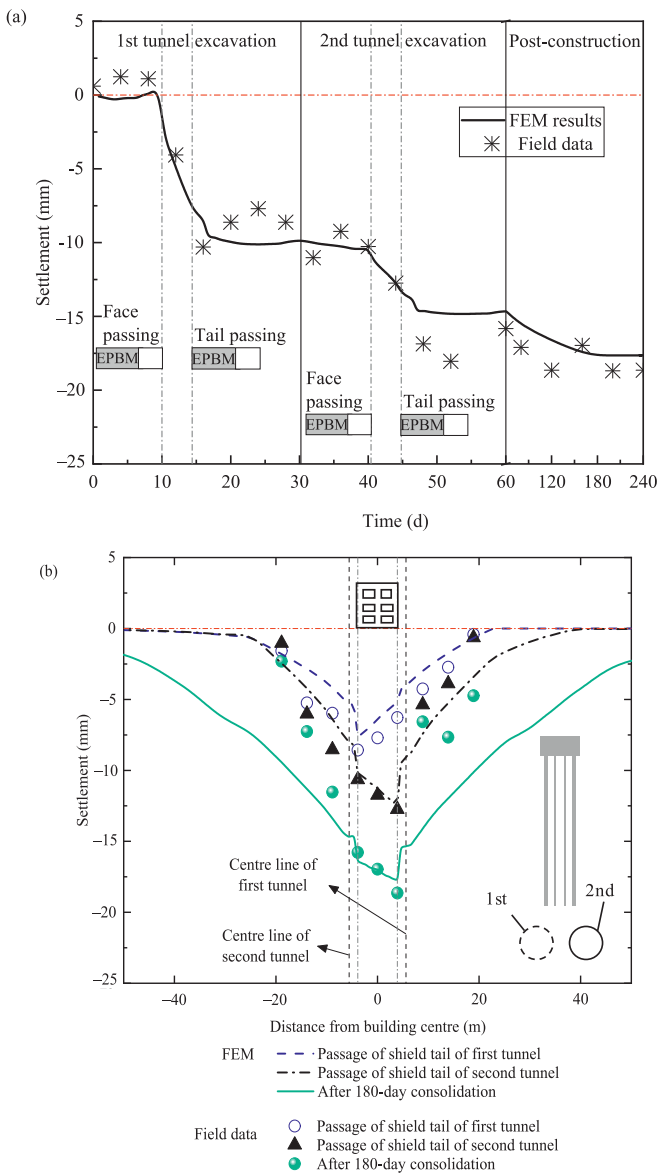 (a)
1st tunnel excavation
2nd tunnel excavation
Post-construction
5
0
-5
-10
-15
–20
–25
Settlement (mm)
FEM results
Field data
Face
passing
EPBM
Tail passing
EPBM
Face
passing
EPBM
Tail passing
EPBM
0 10 20 30 40 50 60 120 180 240
Time (d)
(b)
5
0
–5
–10
–15
–20
–25
Settlement (mm)
Centre line of
first tunnel
Centre line of
second tunnel
1st
2nd
–40 –20 0 20 40
Distance from building centre (m)
FEM
Passage of shield tail of first tunnel
Passage of shield tail of second tunnel
After 180-day consolidation
Field data
Passage of shield tail of first tunnel
Passage of shield tail of second tunnel
After 180-day consolidation